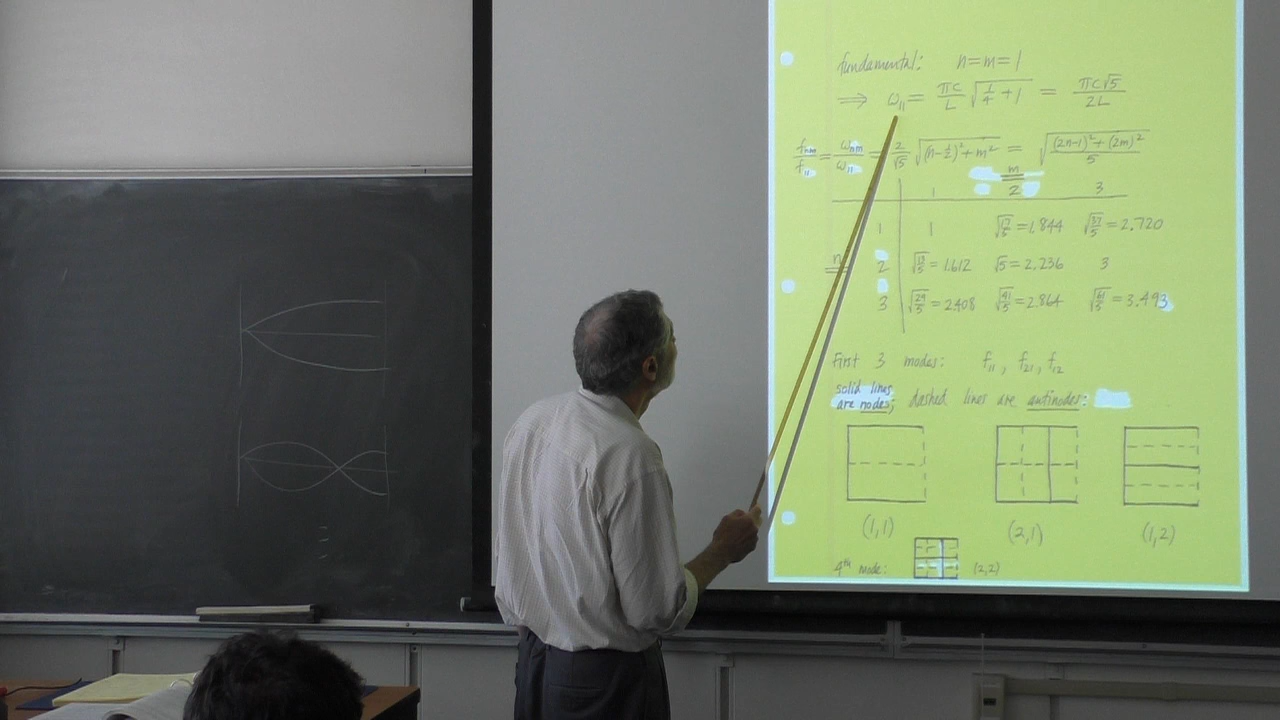 fundamental: n=m=1
⟹ ω₁₁ = πc/L √(1/4 + 1) = πc√5/2L
fₙₘ/f₁₁ = ωₙₘ/ω₁₁ = 2/√5 √((n-½)²+m²) = √(((2n-1)²+(2m)²)/5)
m
1 2 3
1 1 √(17/5)=1.844 √(37/5)=2.720
n 2 √(13/5)=1.612 √5=2.236 3
3 √(29/5)=2.408 √(41/5)=2.864 √(61/5)=3.493
First 3 modes: f₁₁, f₂₁, f₁₂
solid lines
are nodes; dashed lines are antinodes:
(1,1) (2,1) (1,2)
4th mode: (2,2)